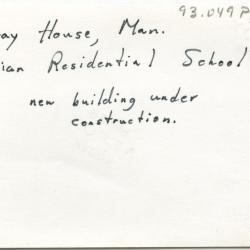 93.049P
ay House, Man.
ian Residential School
new building under
construction.